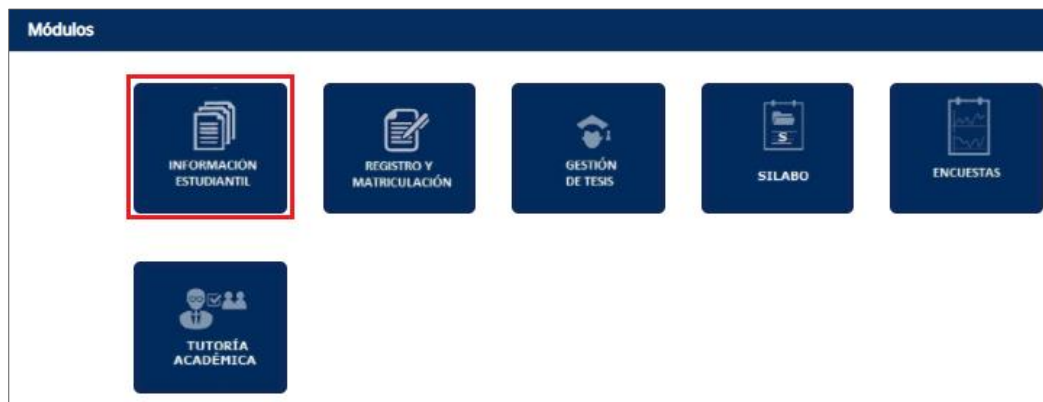 Módulos
INFORMACIÓN
ESTUDIANTIL
REGISTRO Y
MATRICULACIÓN
GESTIÓN
DE TESIS
S
SILABO
ENCUESTAS
TUTORÍA
ACADÉMICA